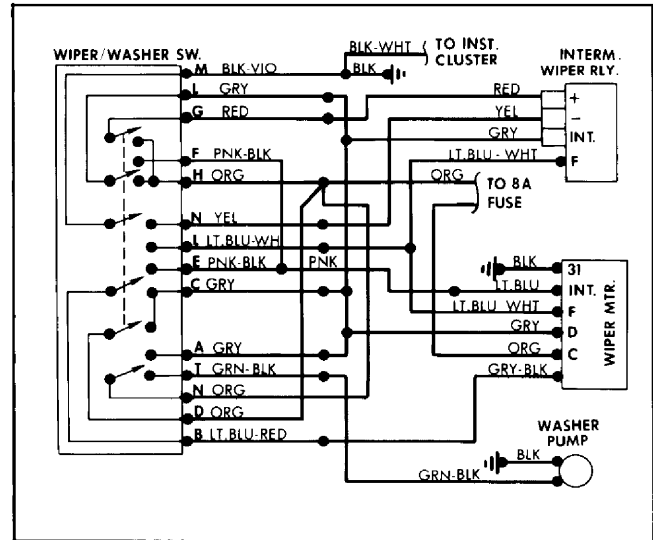 WIPER/WASHER SW.
M BLK-VIO
L GRY
G RED
F PNK-BLK
H ORG
N YEL
L LT.BLU-WH
E PNK-BLK PNK
C GRY
A GRY
T GRN-BLK
N ORG
D ORG
B LT.BLU-RED
BLK-WHT
TO INST.
CLUSTER
BLK
INTERM.
WIPER RLY.
RED +
YEL −
GRY INT.
LT.BLU-WHT F
ORG
TO 8A
FUSE
BLK 31
LT.BLU INT.
LT.BLU WHT F
GRY D
ORG C
GRY-BLK
WIPER MTR.
WASHER
PUMP
BLK
GRN-BLK